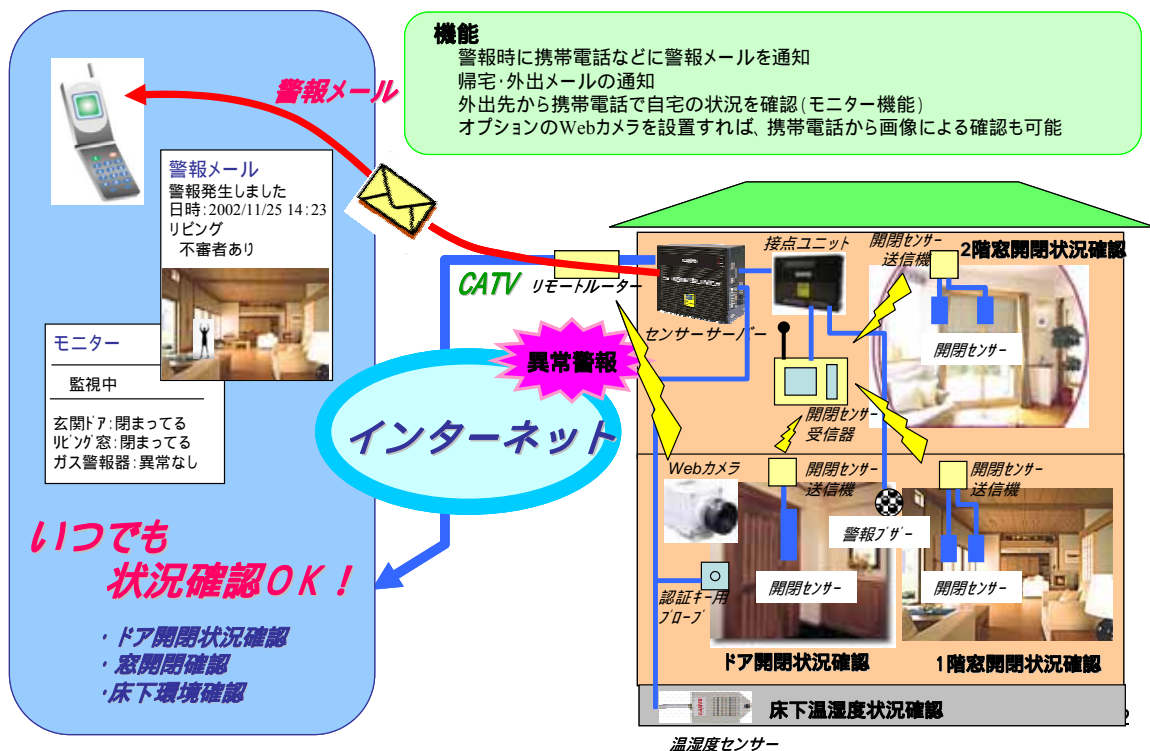 機能
警報時に携帯電話などに警報メールを通知
帰宅・外出メールの通知
外出先から携帯電話で自宅の状況を確認(モニター機能)
オプションのWebカメラを設置すれば、携帯電話から画像による確認も可能
警報メール
警報メール
警報発生しました
日時:2002/11/25 14:23
リビング
不審者あり
モニター
監視中
玄関ドア:閉まってる
リビング窓:閉まってる
ガス警報器:異常なし
いつでも
状況確認OK!
・ドア開閉状況確認
・窓開閉確認
・床下環境確認
CATV
リモートルーター
異常警報
インターネット
センサーサーバー
接点ユニット
開閉センサー
送信機
2階窓開閉状況確認
開閉センサー
開閉センサー
受信器
Webカメラ
開閉センサー
送信機
開閉センサー
送信機
警報ブザー
開閉センサー
開閉センサー
認証キー用
プローブ
ドア開閉状況確認
1階窓開閉状況確認
床下温湿度状況確認
温湿度センサー
2